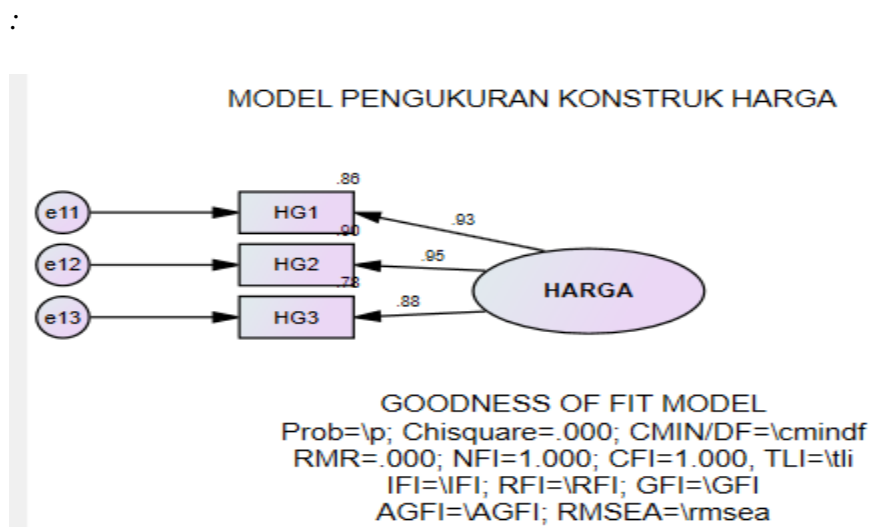 :
MODEL PENGUKURAN KONSTRUK HARGA
.86
e11 HG1 .93
.90
e12 HG2 .95
HARGA
.78
e13 HG3 .88
GOODNESS OF FIT MODEL
Prob=\p; Chisquare=.000; CMIN/DF=\cmindf
RMR=.000; NFI=1.000; CFI=1.000, TLI=\tli
IFI=\IFI; RFI=\RFI; GFI=\GFI
AGFI=\AGFI; RMSEA=\rmsea